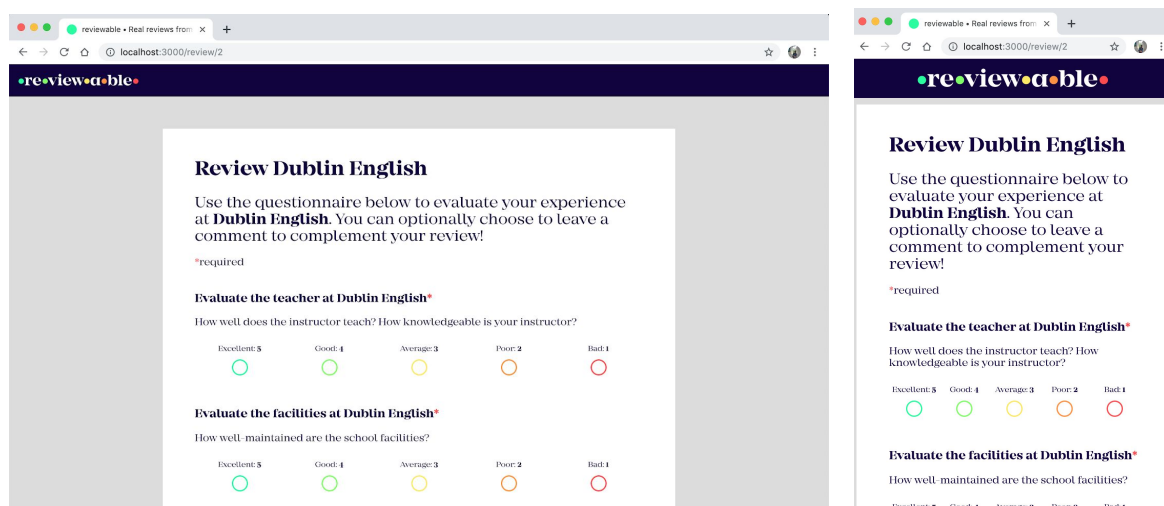 reviewable • Real reviews from
localhost:3000/review/2
•re•view•a•ble•
Review Dublin English
Use the questionnaire below to evaluate your experience
at Dublin English. You can optionally choose to leave a
comment to complement your review!
*required
Evaluate the teacher at Dublin English*
How well does the instructor teach? How knowledgeable is your instructor?
Excellent: 5 Good: 4 Average: 3 Poor: 2 Bad: 1
Evaluate the facilities at Dublin English*
How well-maintained are the school facilities?
Excellent: 5 Good: 4 Average: 3 Poor: 2 Bad: 1
reviewable • Real reviews from
localhost:3000/review/2
•re•view•a•ble•
Review Dublin English
Use the questionnaire below to
evaluate your experience at
Dublin English. You can
optionally choose to leave a
comment to complement your
review!
*required
Evaluate the teacher at Dublin English*
How well does the instructor teach? How
knowledgeable is your instructor?
Excellent: 5 Good: 4 Average: 3 Poor: 2 Bad: 1
Evaluate the facilities at Dublin English*
How well-maintained are the school facilities?